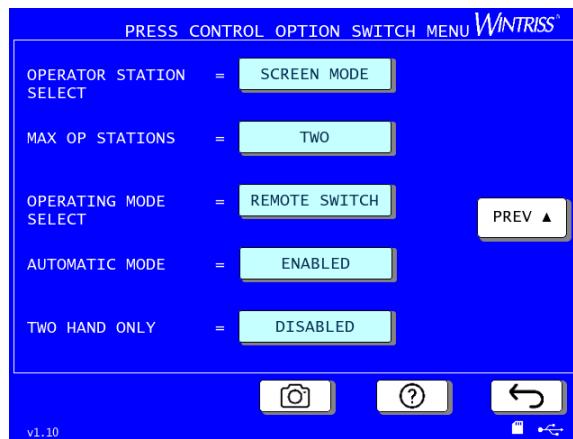 PRESS CONTROL OPTION SWITCH MENU WINTRISS®
OPERATOR STATION SELECT = SCREEN MODE
MAX OP STATIONS = TWO
OPERATING MODE SELECT = REMOTE SWITCH
PREV ▲
AUTOMATIC MODE = ENABLED
TWO HAND ONLY = DISABLED
v1.10